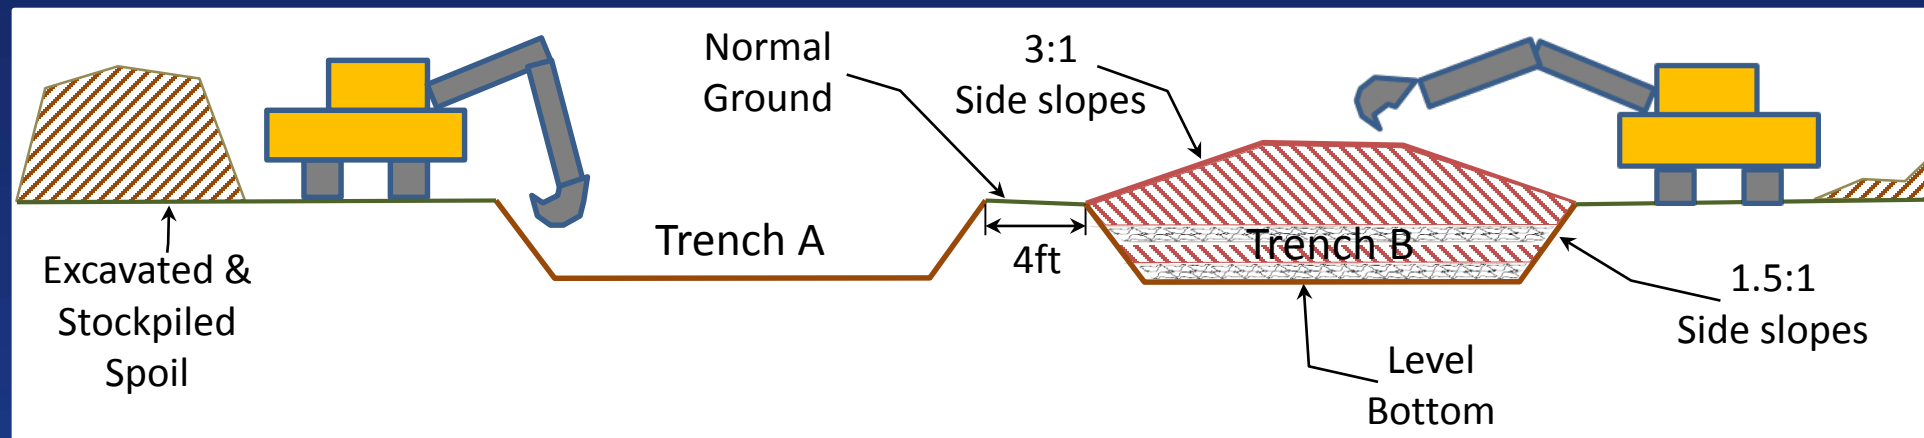 Normal
Ground
3:1
Side slopes
Trench A
4ft
Trench B
Excavated &
Stockpiled
Spoil
1.5:1
Side slopes
Level
Bottom